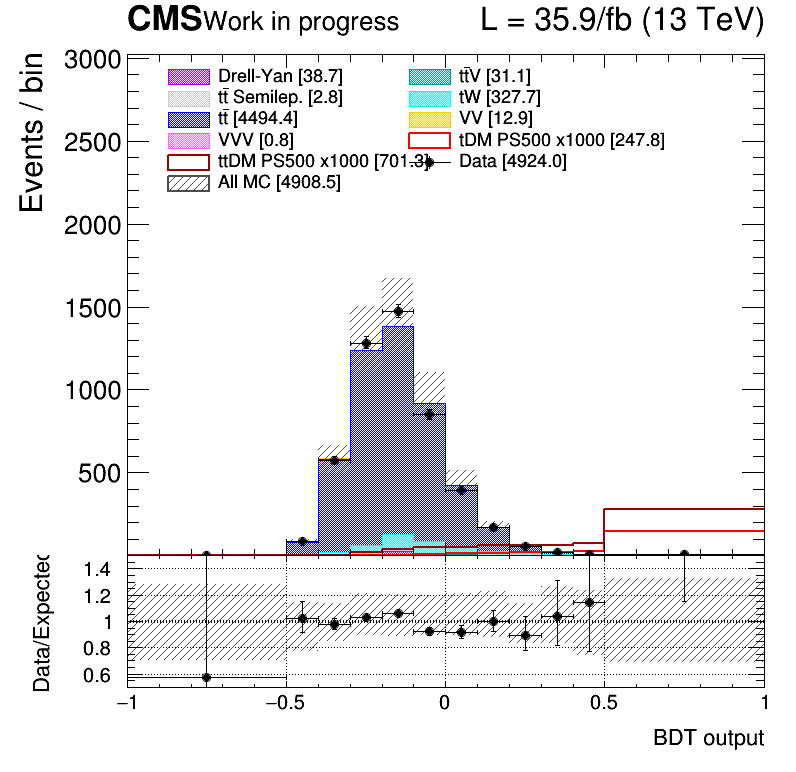 CMS Work in progress L = 35.9/fb (13 TeV)
Events / bin
3000
2500
2000
1500
1000
500
Drell-Yan [38.7] tt̄V [31.1]
tt̄ Semilep. [2.8] tW [327.7]
tt̄ [4494.4] VV [12.9]
VVV [0.8] tDM PS500 x1000 [247.8]
ttDM PS500 x1000 [701.3] Data [4924.0]
All MC [4908.5]
Data/Expected
1.4
1.2
1
0.8
0.6
−1 −0.5 0 0.5 1
BDT output